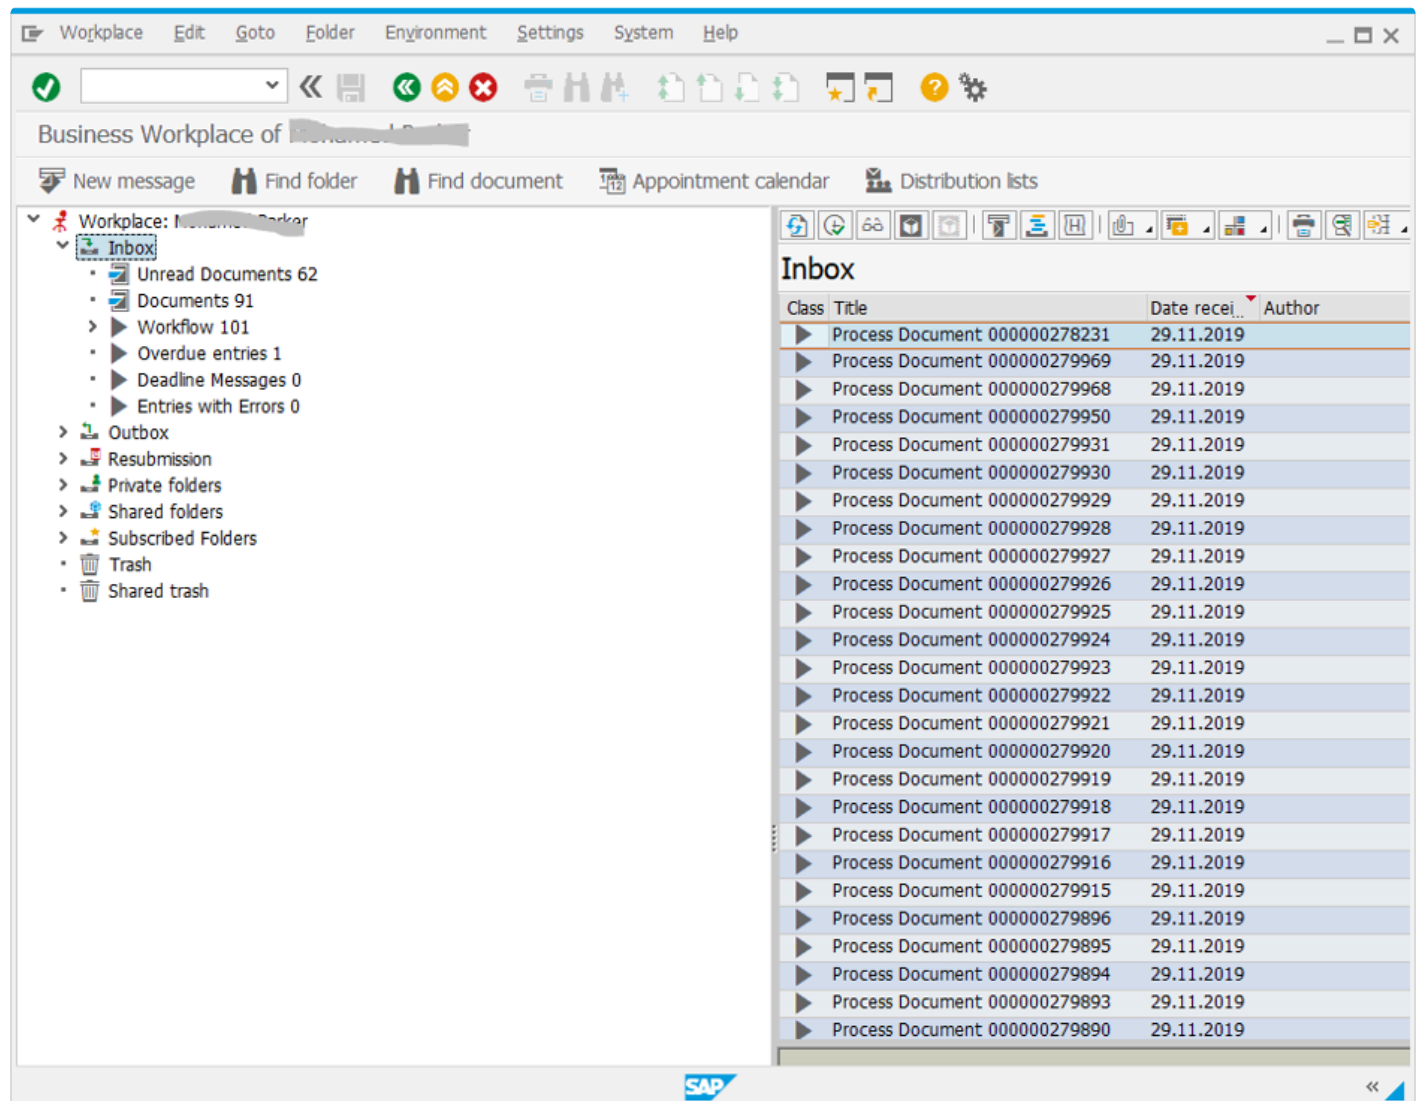 Workplace Edit Goto Folder Environment Settings System Help
Business Workplace of
New message Find folder Find document Appointment calendar Distribution lists
Workplace:
Inbox
Unread Documents 62
Documents 91
Workflow 101
Overdue entries 1
Deadline Messages 0
Entries with Errors 0
Outbox
Resubmission
Private folders
Shared folders
Subscribed Folders
Trash
Shared trash
Inbox
Class Title Date recei... Author
Process Document 000000278231 29.11.2019
Process Document 000000279969 29.11.2019
Process Document 000000279968 29.11.2019
Process Document 000000279950 29.11.2019
Process Document 000000279931 29.11.2019
Process Document 000000279930 29.11.2019
Process Document 000000279929 29.11.2019
Process Document 000000279928 29.11.2019
Process Document 000000279927 29.11.2019
Process Document 000000279926 29.11.2019
Process Document 000000279925 29.11.2019
Process Document 000000279924 29.11.2019
Process Document 000000279923 29.11.2019
Process Document 000000279922 29.11.2019
Process Document 000000279921 29.11.2019
Process Document 000000279920 29.11.2019
Process Document 000000279919 29.11.2019
Process Document 000000279918 29.11.2019
Process Document 000000279917 29.11.2019
Process Document 000000279916 29.11.2019
Process Document 000000279915 29.11.2019
Process Document 000000279896 29.11.2019
Process Document 000000279895 29.11.2019
Process Document 000000279894 29.11.2019
Process Document 000000279893 29.11.2019
Process Document 000000279890 29.11.2019
SAP